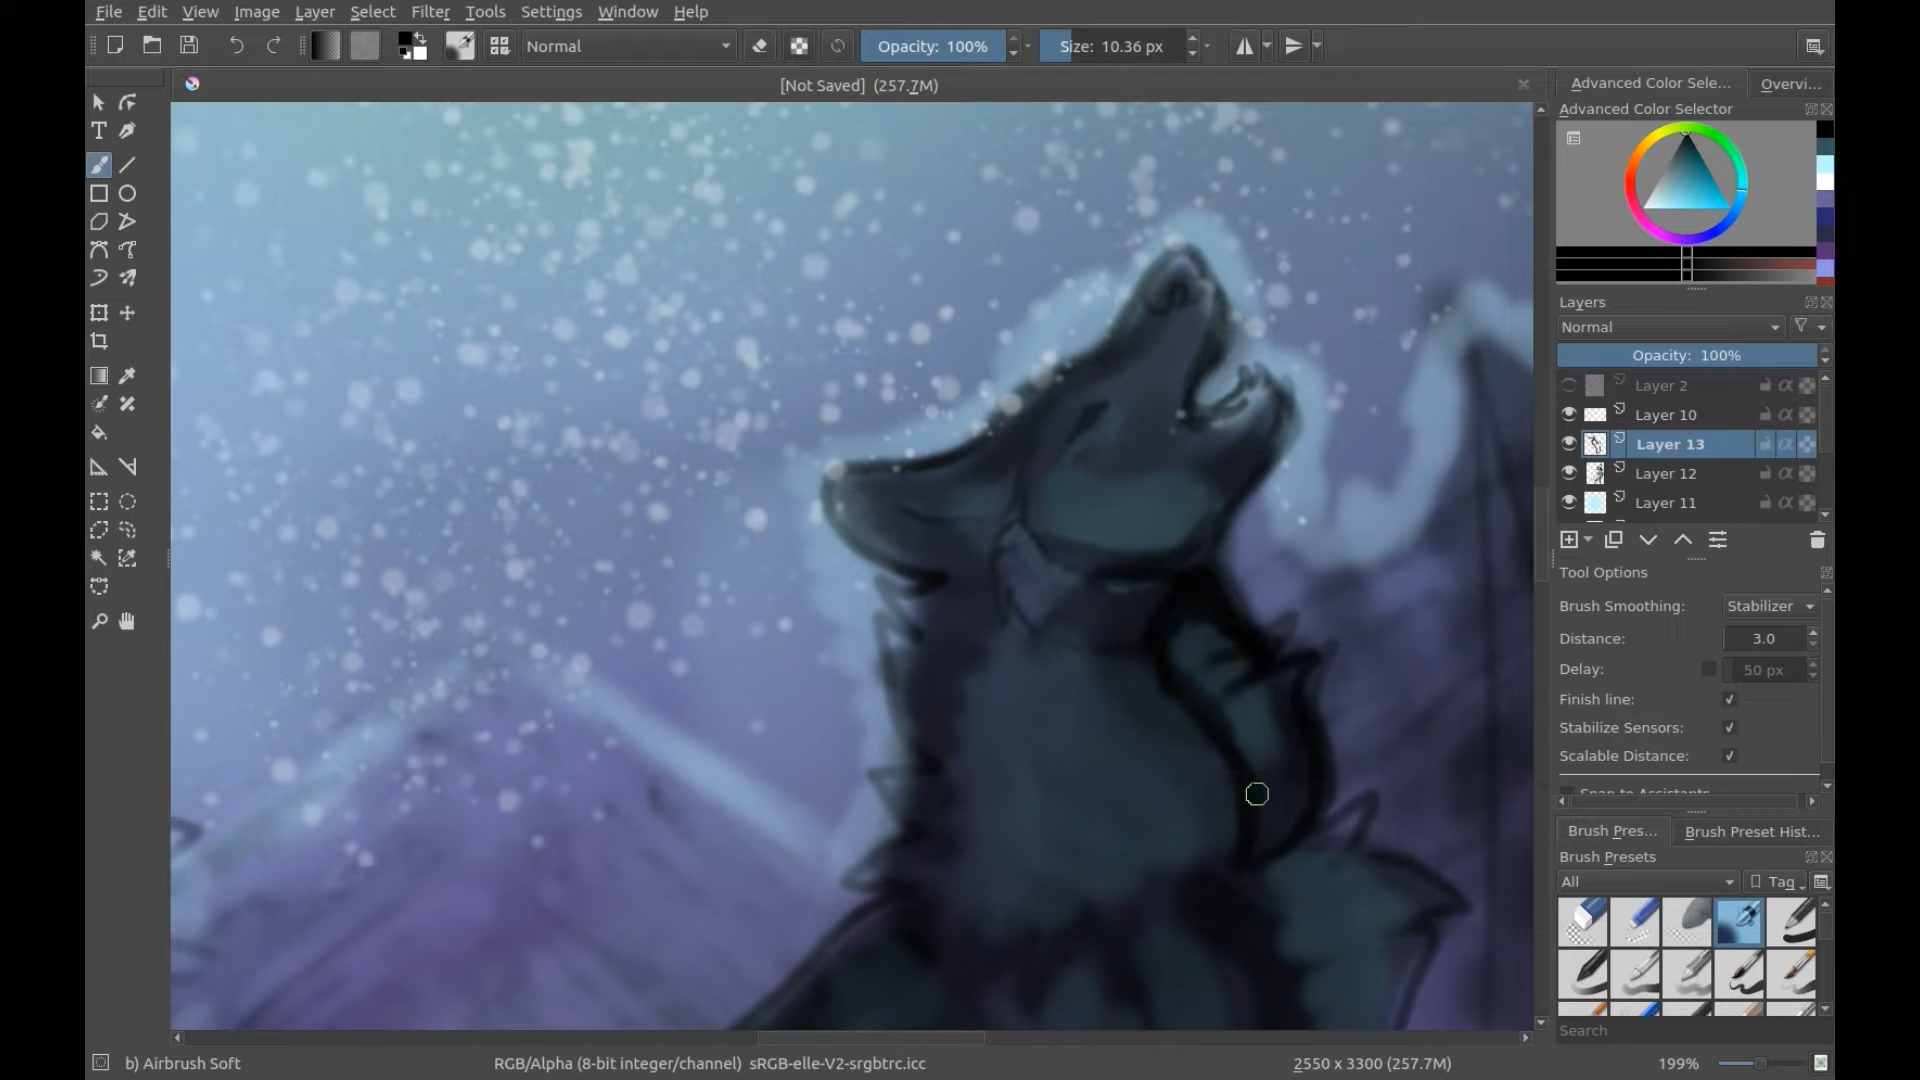 File Edit View Image Layer Select Filter Tools Settings Window Help
Normal Opacity: 100% Size: 10.36 px
[Not Saved] (257.7M)
Advanced Color Sele... Overvi...
Advanced Color Selector
Layers
Normal
Opacity: 100%
Layer 2
Layer 10
Layer 13
Layer 12
Layer 11
Tool Options
Brush Smoothing: Stabilizer
Distance: 3.0
Delay: 50 px
Finish line:
Stabilize Sensors:
Scalable Distance:
Snap to Assistants
Brush Pres... Brush Preset Hist...
Brush Presets
All Tag
Search
b) Airbrush Soft RGB/Alpha (8-bit integer/channel) sRGB-elle-V2-srgbtrc.icc 2550 x 3300 (257.7M) 199%